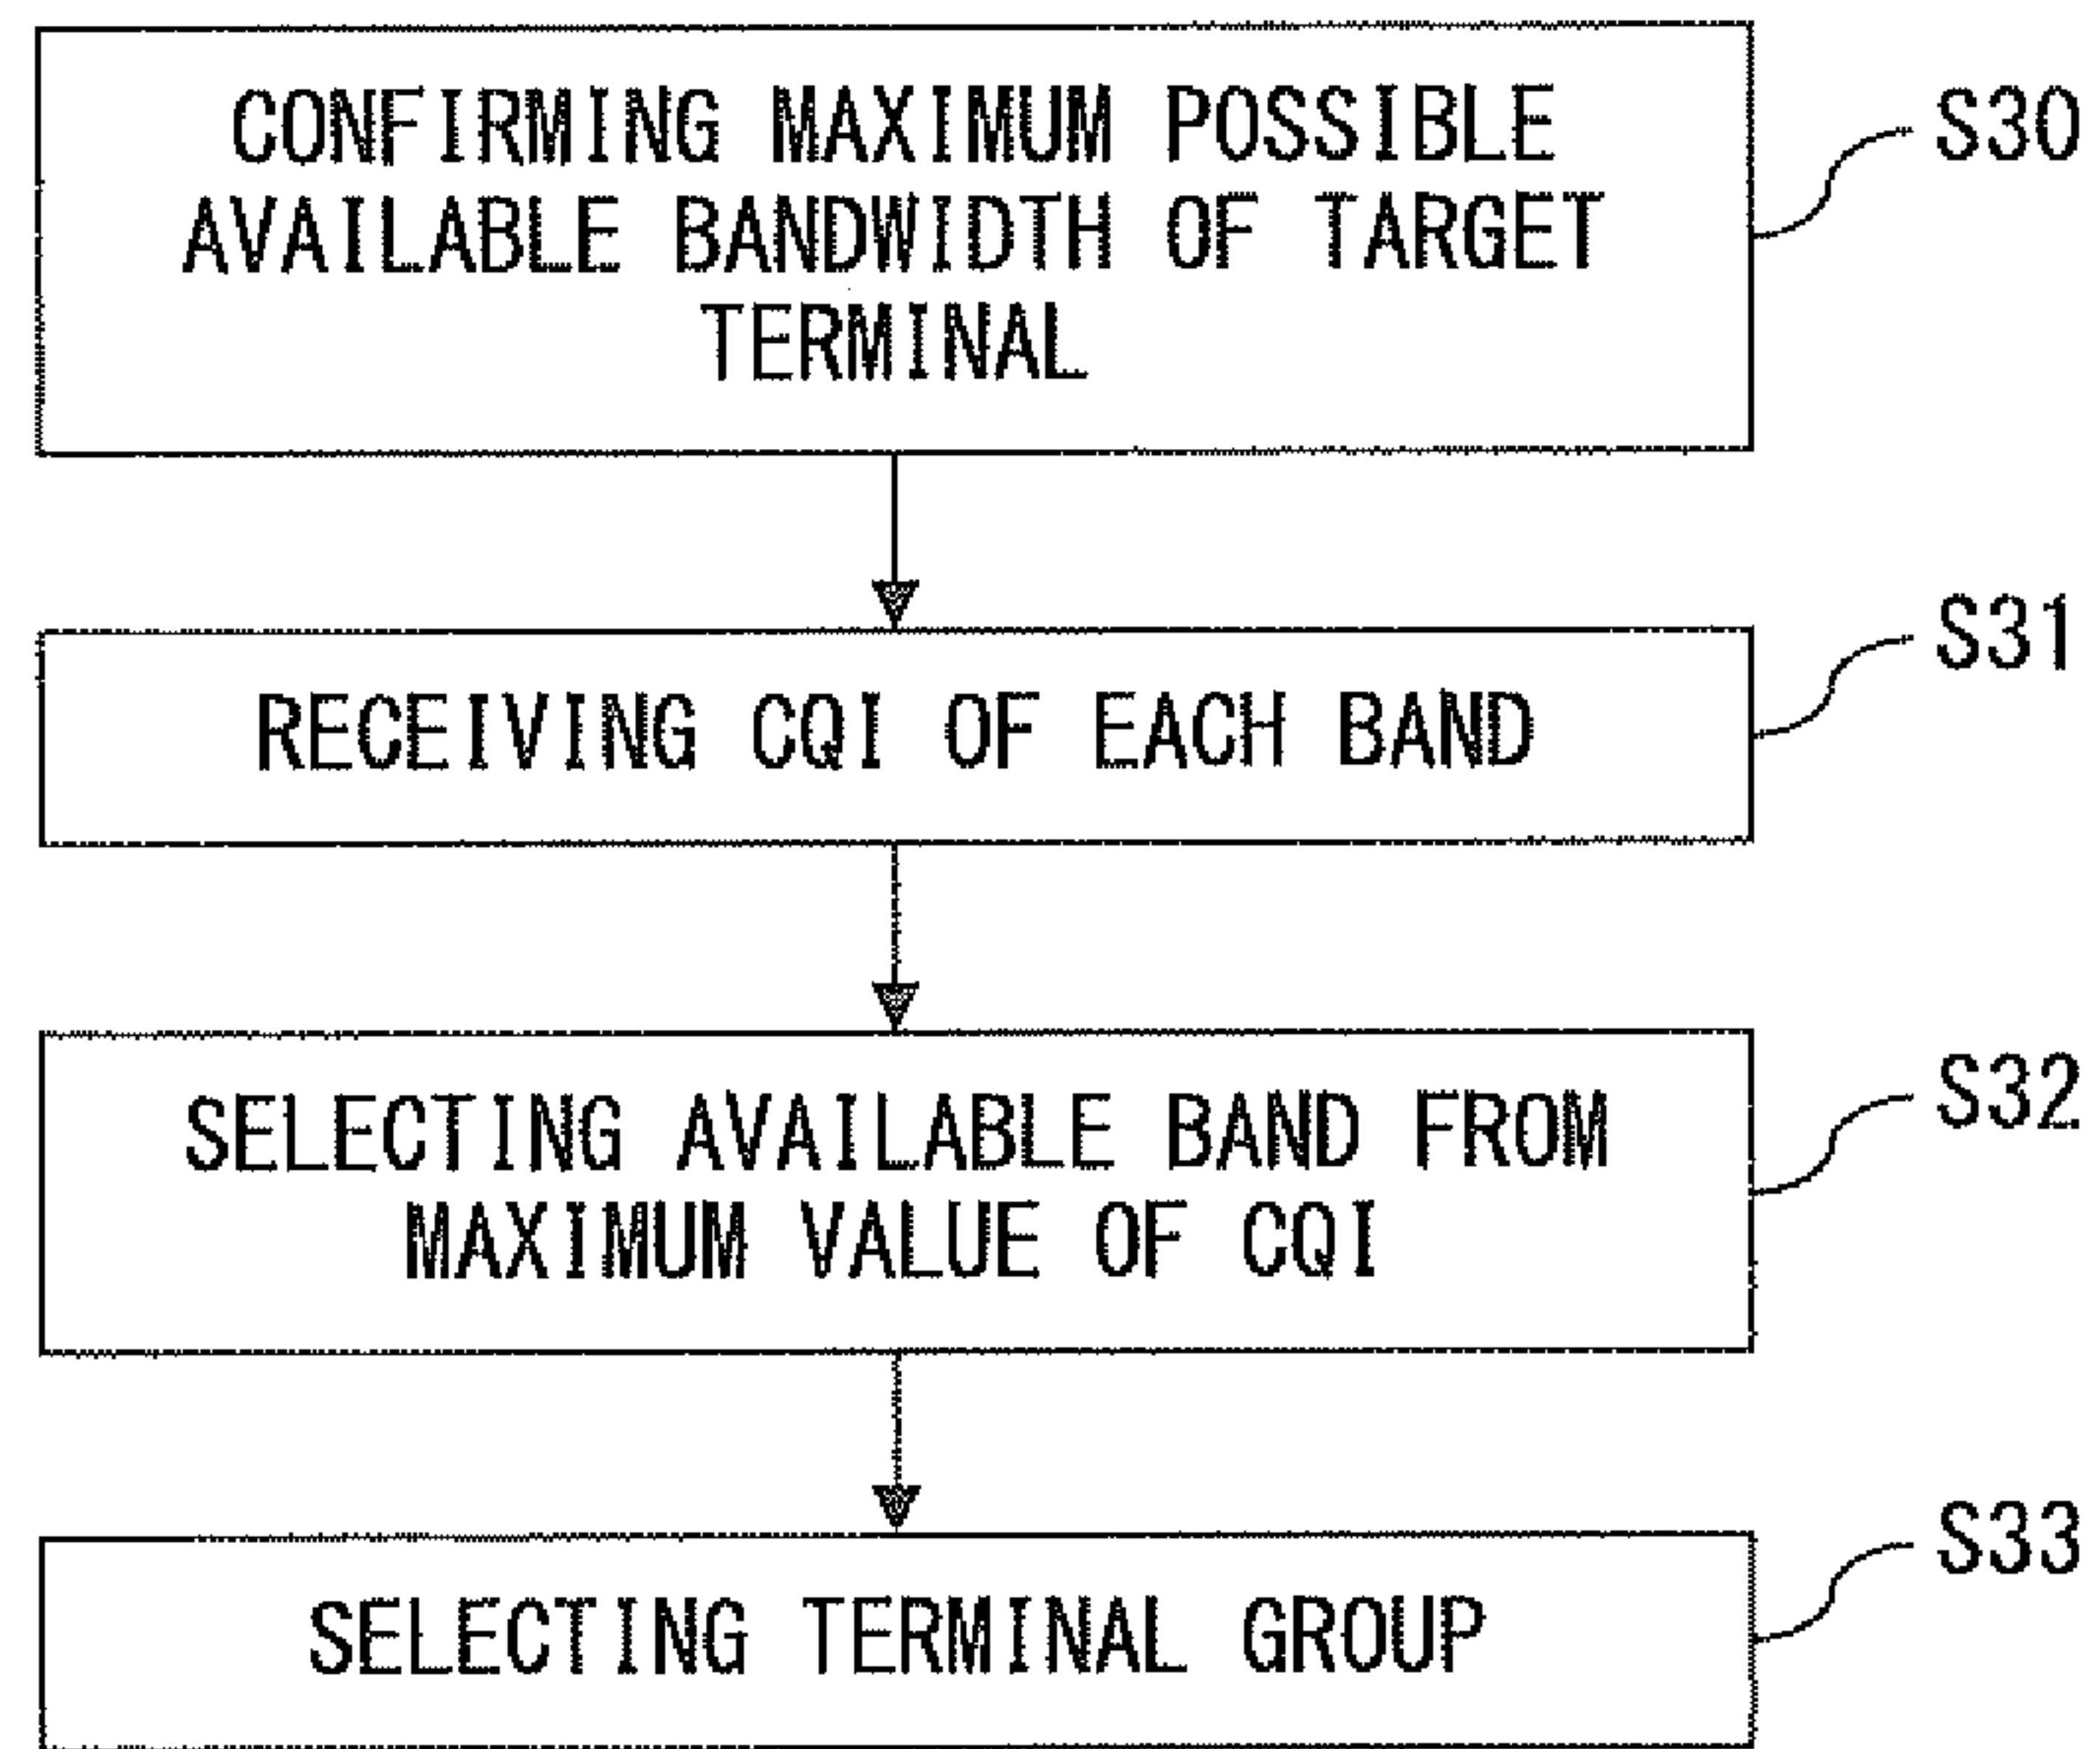 CONFIRMING MAXIMUM POSSIBLE
AVAILABLE BANDWIDTH OF TARGET
TERMINAL
S30
RECEIVING CQI OF EACH BAND
S31
SELECTING AVAILABLE BAND FROM
MAXIMUM VALUE OF CQI
S32
SELECTING TERMINAL GROUP
S33